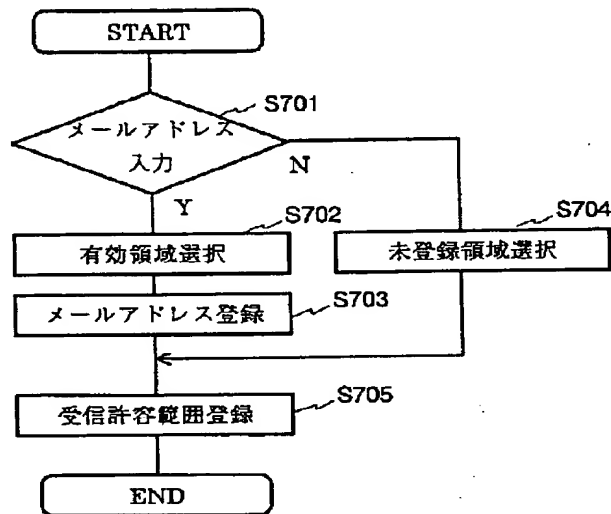 START
S701
メールアドレス
入力
N
Y
S702
S704
有効領域選択
未登録領域選択
メールアドレス登録
S703
受信許容範囲登録
S705
END